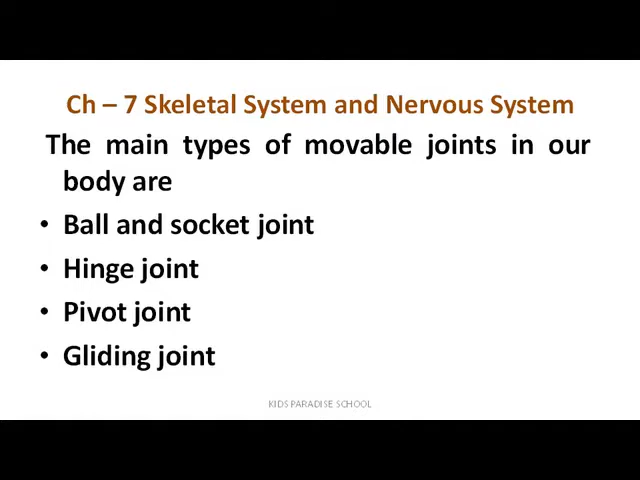 Ch – 7 Skeletal System and Nervous System
The main types of movable joints in our
body are
• Ball and socket joint
• Hinge joint
• Pivot joint
• Gliding joint
KIDS PARADISE SCHOOL